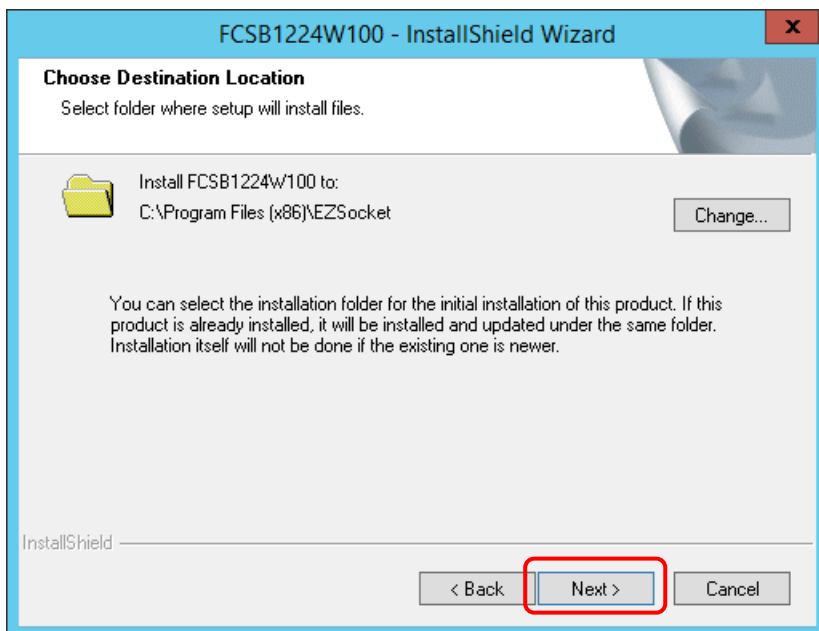 FCSB1224W100 - InstallShield Wizard
x
Choose Destination Location
Select folder where setup will install files.
Install FCSB1224W100 to:
C:\Program Files (x86)\EZSocket
Change...
You can select the installation folder for the initial installation of this product. If this
product is already installed, it will be installed and updated under the same folder.
Installation itself will not be done if the existing one is newer.
InstallShield
< Back
Next >
Cancel